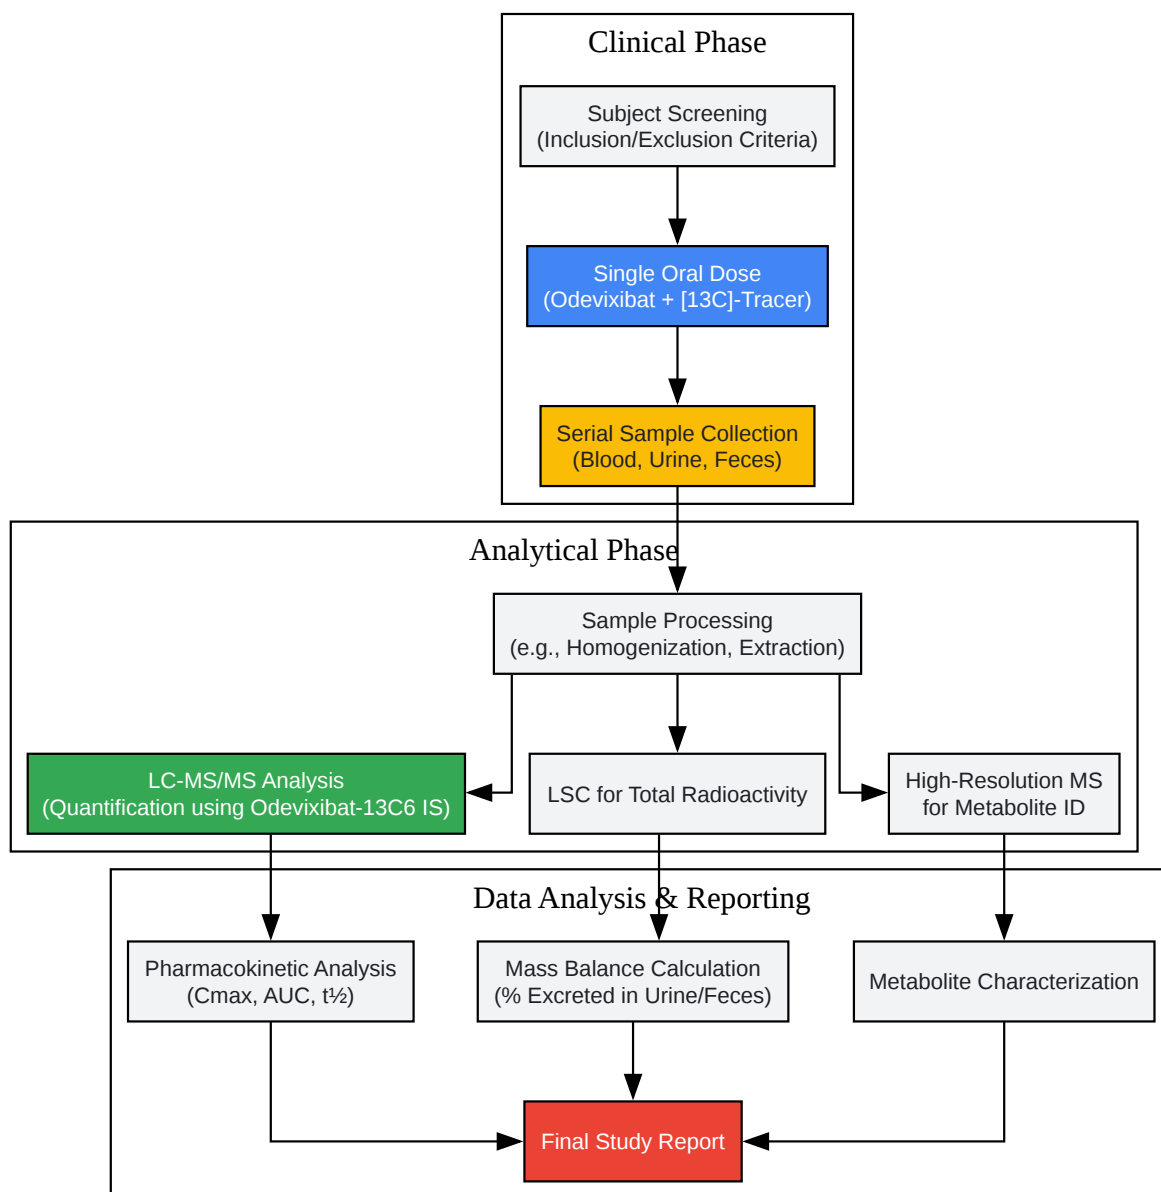 Clinical Phase
Subject Screening
(Inclusion/Exclusion Criteria)
Single Oral Dose
(Odevixibat + [13C]-Tracer)
Serial Sample Collection
(Blood, Urine, Feces)
Analytical Phase
Sample Processing
(e.g., Homogenization, Extraction)
LC-MS/MS Analysis
(Quantification using Odevixibat-13C6 IS)
LSC for Total Radioactivity
High-Resolution MS
for Metabolite ID
Data Analysis & Reporting
Pharmacokinetic Analysis
(Cmax, AUC, t½)
Mass Balance Calculation
(% Excreted in Urine/Feces)
Metabolite Characterization
Final Study Report